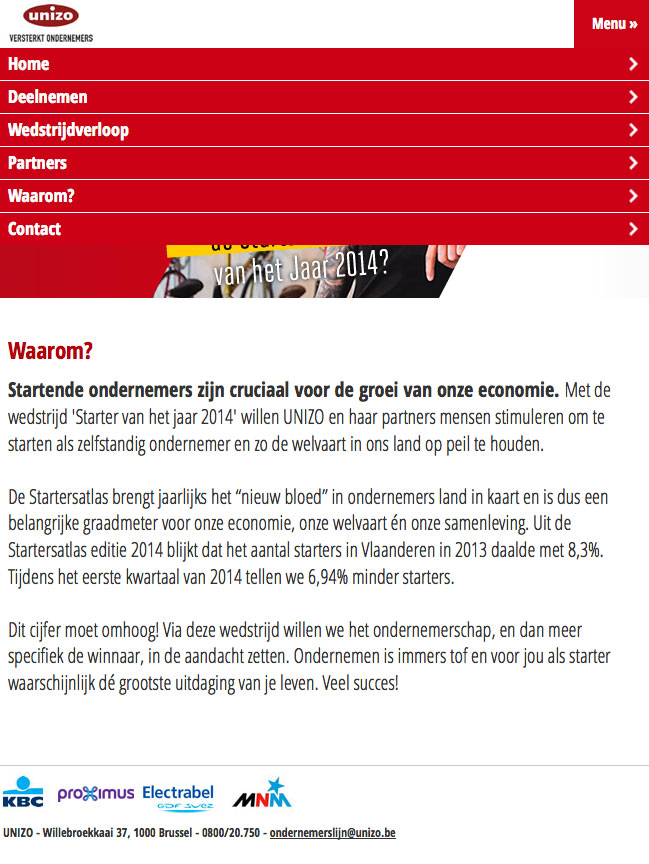 unizo
VERSTERKT ONDERNEMERS
Menu »
Home
Deelnemen
Wedstrijdverloop
Partners
Waarom?
Contact
van het Jaar 2014?
Waarom?
Startende ondernemers zijn cruciaal voor de groei van onze economie. Met de
wedstrijd 'Starter van het jaar 2014' willen UNIZO en haar partners mensen stimuleren om te
starten als zelfstandig ondernemer en zo de welvaart in ons land op peil te houden.
De Startersatlas brengt jaarlijks het “nieuw bloed” in ondernemers land in kaart en is dus een
belangrijke graadmeter voor onze economie, onze welvaart én onze samenleving. Uit de
Startersatlas editie 2014 blijkt dat het aantal starters in Vlaanderen in 2013 daalde met 8,3%.
Tijdens het eerste kwartaal van 2014 tellen we 6,94% minder starters.
Dit cijfer moet omhoog! Via deze wedstrijd willen we het ondernemerschap, en dan meer
specifiek de winnaar, in de aandacht zetten. Ondernemen is immers tof en voor jou als starter
waarschijnlijk dé grootste uitdaging van je leven. Veel succes!
KBC proximus Electrabel MNM
GDF SUEZ
UNIZO - Willebroekkaai 37, 1000 Brussel - 0800/20.750 - ondernemerslijn@unizo.be